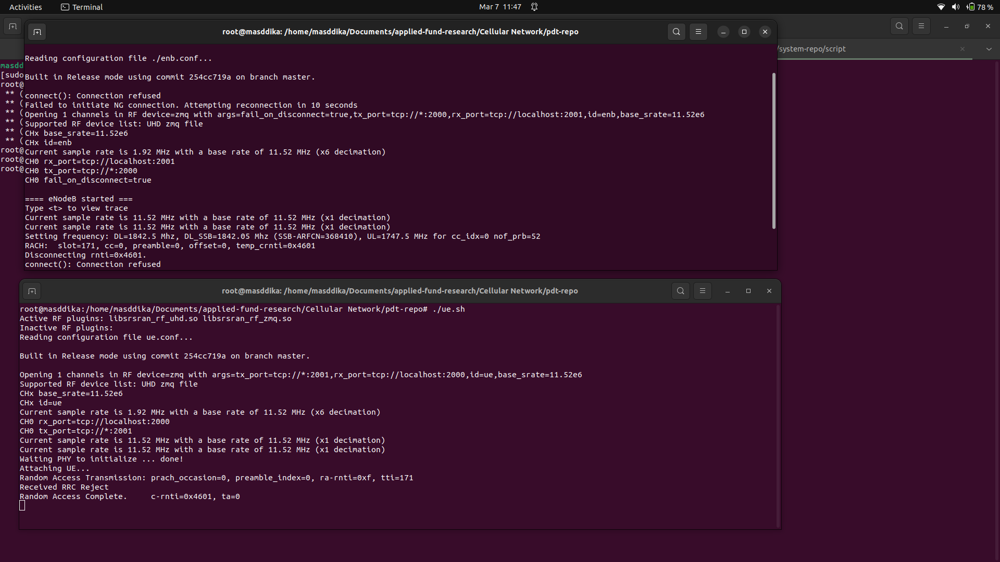 Activities
Terminal
Mar 7 11:47
78 %
root@masddika: /home/masddika/Documents/applied-fund-research/Cellular Network/pdt-repo
/system-repo/script
masdd
[sudo
root@
** (
** (
** (
** (
** (
** (
root@
root@
root@
Reading configuration file ./enb.conf...
Built in Release mode using commit 254cc719a on branch master.
connect(): Connection refused
Failed to initiate NG connection. Attempting reconnection in 10 seconds
Opening 1 channels in RF device=zmq with args=fail_on_disconnect=true,tx_port=tcp://*:2000,rx_port=tcp://localhost:2001,id=enb,base_srate=11.52e6
Supported RF device list: UHD zmq file
CHx base_srate=11.52e6
CHx id=enb
Current sample rate is 1.92 MHz with a base rate of 11.52 MHz (x6 decimation)
CH0 rx_port=tcp://localhost:2001
CH0 tx_port=tcp://*:2000
CH0 fail_on_disconnect=true
==== eNodeB started ===
Type <t> to view trace
Current sample rate is 11.52 MHz with a base rate of 11.52 MHz (x1 decimation)
Current sample rate is 11.52 MHz with a base rate of 11.52 MHz (x1 decimation)
Setting frequency: DL=1842.5 Mhz, DL_SSB=1842.05 Mhz (SSB-ARFCN=368410), UL=1747.5 MHz for cc_idx=0 nof_prb=52
RACH:  slot=171, cc=0, preamble=0, offset=0, temp_crnti=0x4601
Disconnecting rnti=0x4601.
connect(): Connection refused
root@masddika: /home/masddika/Documents/applied-fund-research/Cellular Network/pdt-repo
root@masddika:/home/masddika/Documents/applied-fund-research/Cellular Network/pdt-repo# ./ue.sh
Active RF plugins: libsrsran_rf_uhd.so libsrsran_rf_zmq.so
Inactive RF plugins:
Reading configuration file ue.conf...
Built in Release mode using commit 254cc719a on branch master.
Opening 1 channels in RF device=zmq with args=tx_port=tcp://*:2001,rx_port=tcp://localhost:2000,id=ue,base_srate=11.52e6
Supported RF device list: UHD zmq file
CHx base_srate=11.52e6
CHx id=ue
Current sample rate is 1.92 MHz with a base rate of 11.52 MHz (x6 decimation)
CH0 rx_port=tcp://localhost:2000
CH0 tx_port=tcp://*:2001
Current sample rate is 11.52 MHz with a base rate of 11.52 MHz (x1 decimation)
Current sample rate is 11.52 MHz with a base rate of 11.52 MHz (x1 decimation)
Waiting PHY to initialize ... done!
Attaching UE...
Random Access Transmission: prach_occasion=0, preamble_index=0, ra-rnti=0xf, tti=171
Received RRC Reject
Random Access Complete.     c-rnti=0x4601, ta=0